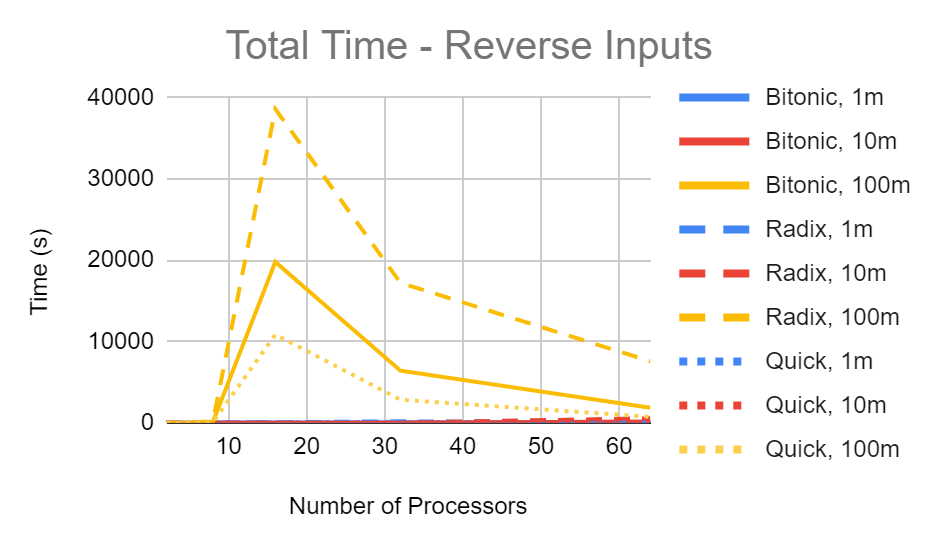 Total Time - Reverse Inputs
Time (s)
40000
30000
20000
10000
0
10 20 30 40 50 60
Number of Processors
Bitonic, 1m
Bitonic, 10m
Bitonic, 100m
Radix, 1m
Radix, 10m
Radix, 100m
Quick, 1m
Quick, 10m
Quick, 100m